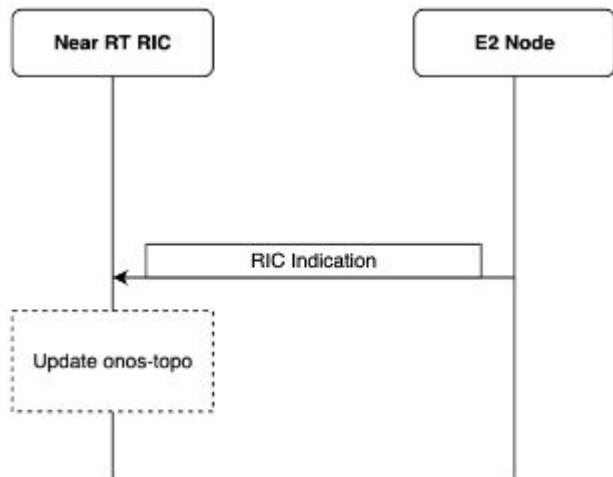 Near RT RIC
E2 Node
RIC Indication
Update onos-topo